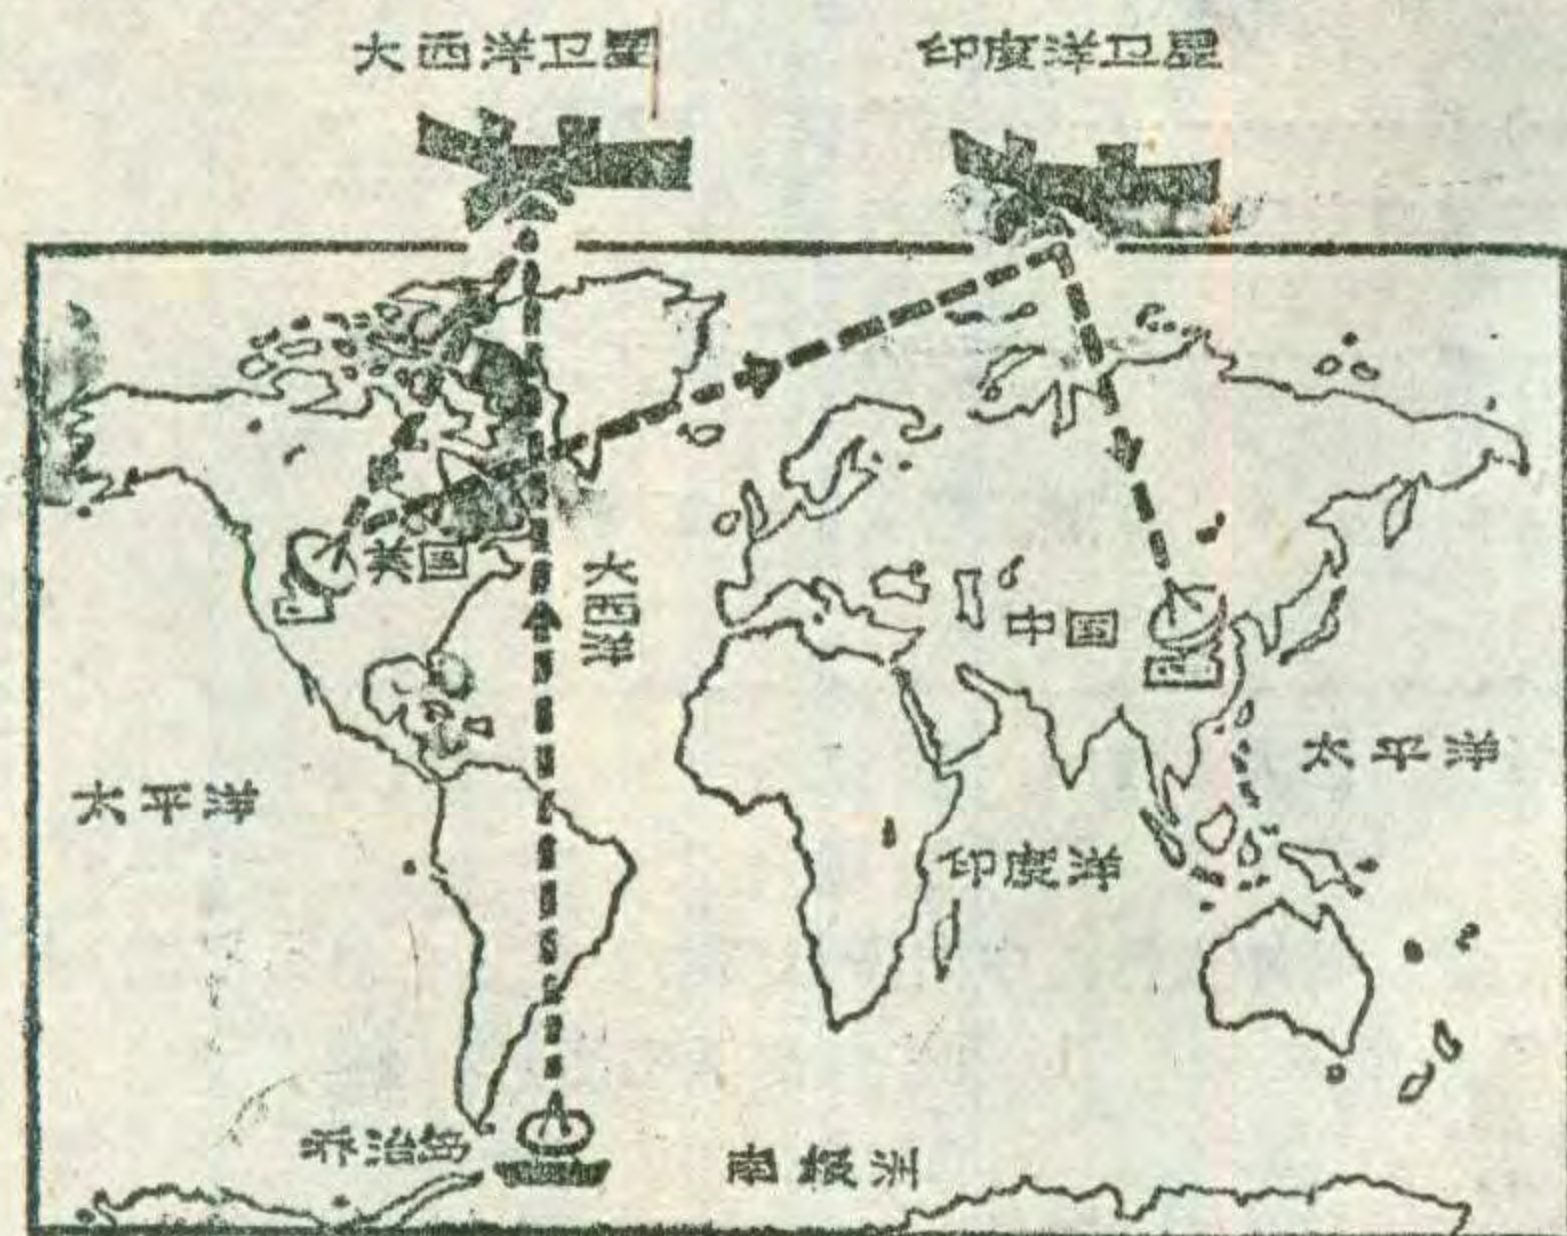 大西洋卫星
印度洋卫星
美国
大西洋
中国
太平洋
太平洋
印度洋
乔治岛
南极洲